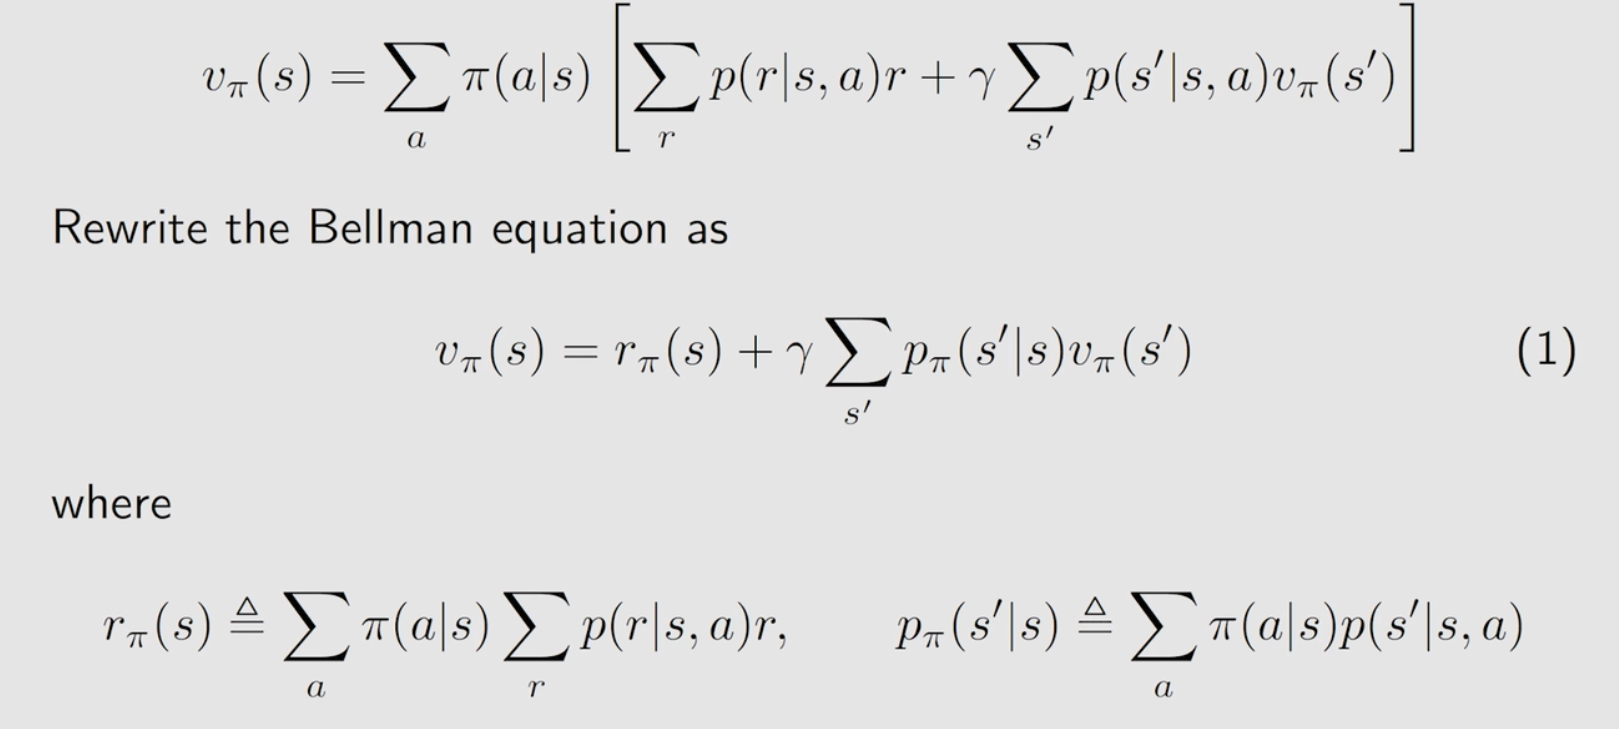 v_π(s) = ∑_a π(a|s) [ ∑_r p(r|s, a)r + γ ∑_{s′} p(s′|s, a)v_π(s′) ]
Rewrite the Bellman equation as
v_π(s) = r_π(s) + γ ∑_{s′} p_π(s′|s)v_π(s′) (1)
where
r_π(s) ≜ ∑_a π(a|s) ∑_r p(r|s, a)r, p_π(s′|s) ≜ ∑_a π(a|s)p(s′|s, a)